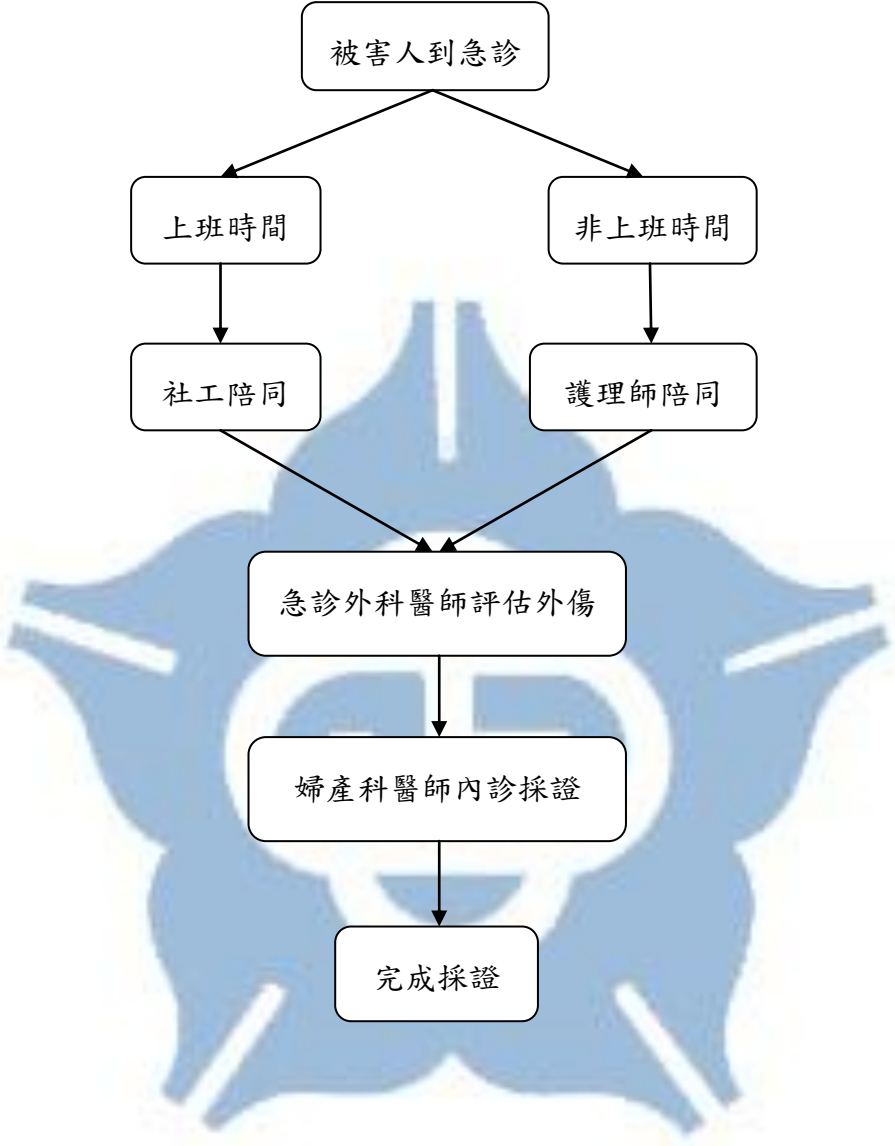 被害人到急診
上班時間
非上班時間
社工陪同
護理師陪同
急診外科醫師評估外傷
婦產科醫師內診採證
完成採證